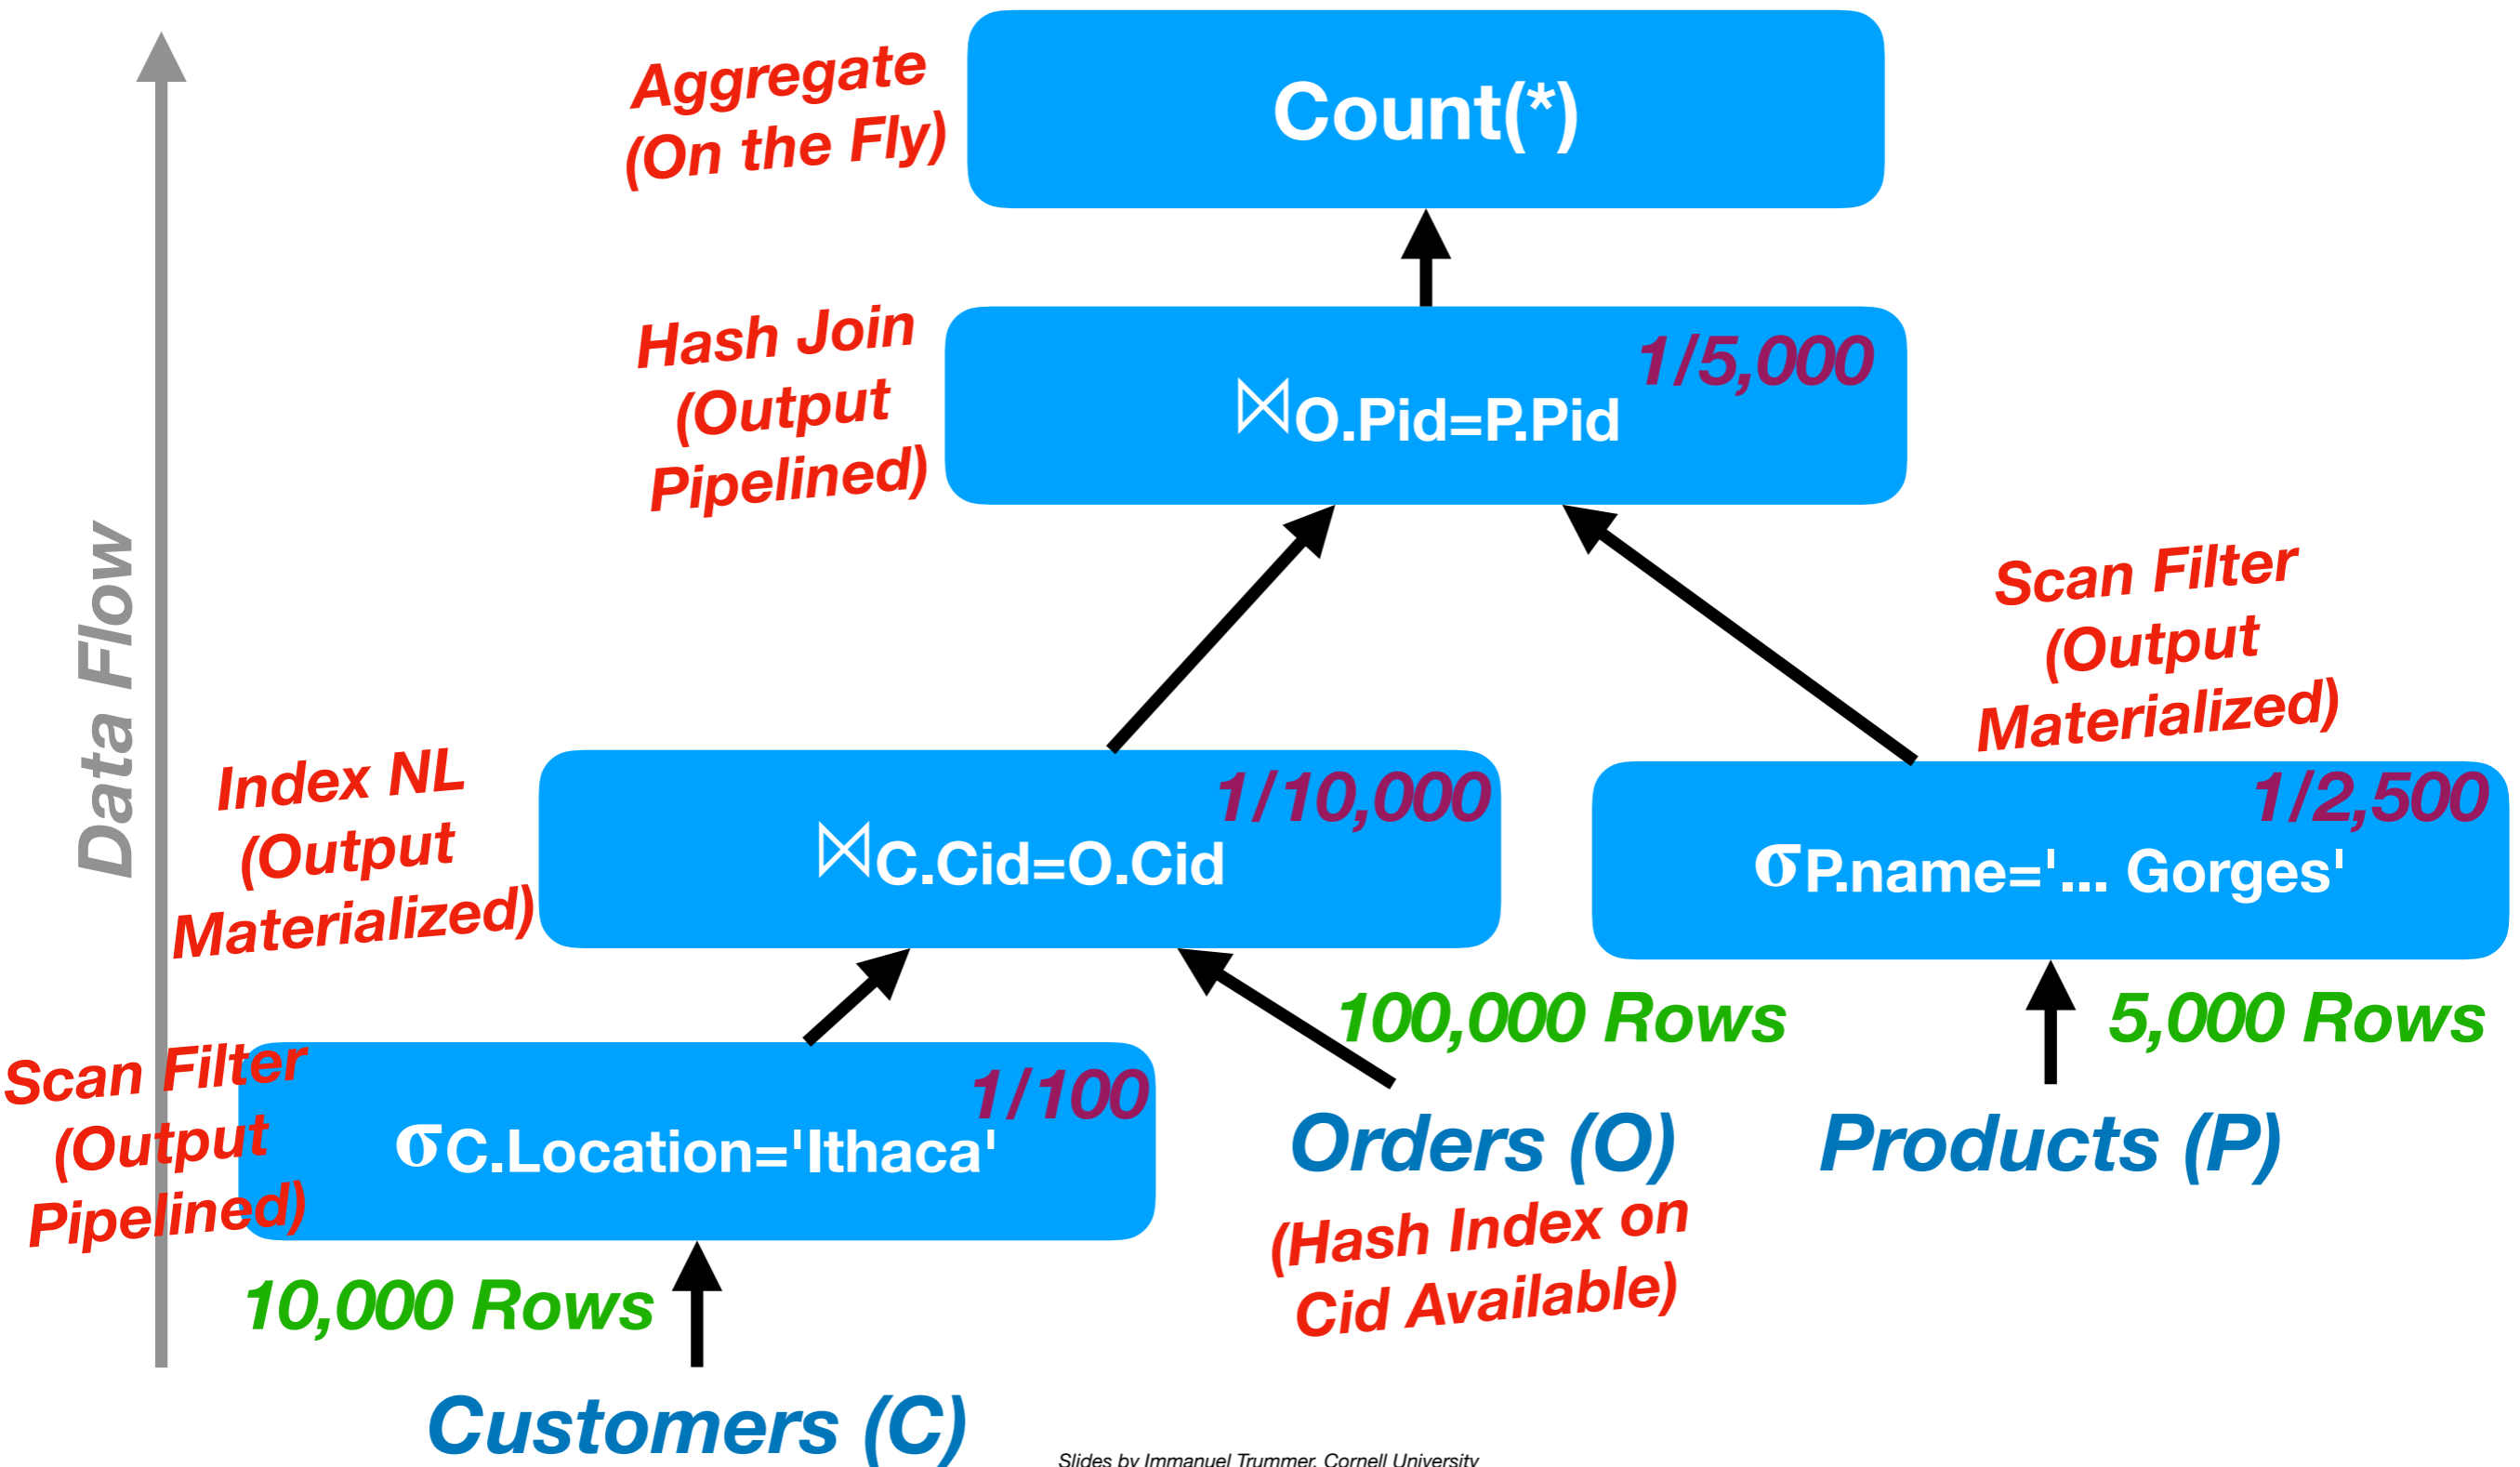 Aggregate
(On the Fly)
Count(*)
Hash Join
(Output
Pipelined)
1/5,000
⋈O.Pid=P.Pid
Data Flow
Scan Filter
(Output
Materialized)
Index NL
(Output
Materialized)
1/10,000
⋈C.Cid=O.Cid
1/2,500
σP.name='... Gorges'
100,000 Rows
5,000 Rows
Scan Filter
(Output
Pipelined)
1/100
σC.Location='Ithaca'
Orders (O)
(Hash Index on
Cid Available)
Products (P)
10,000 Rows
Customers (C)
Slides by Immanuel Trummer, Cornell University